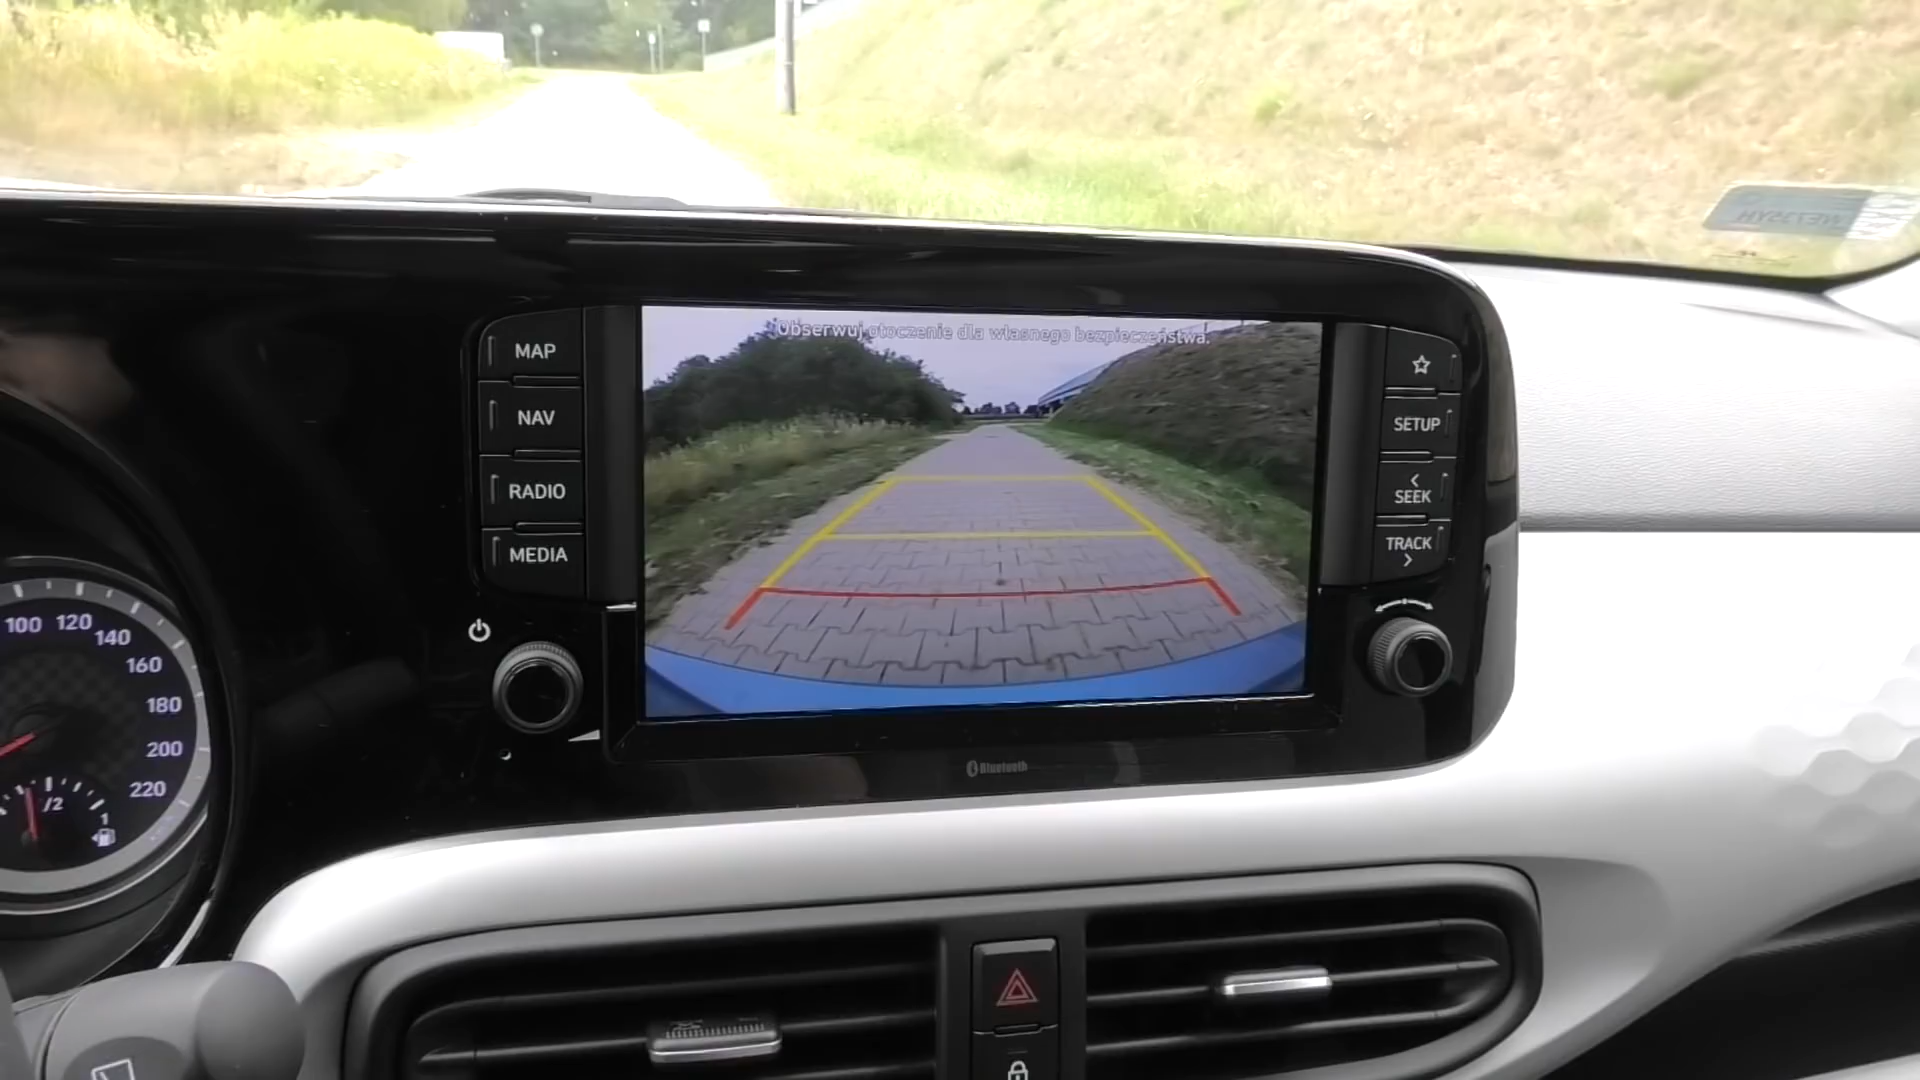 Obserwuj otoczenie dla własnego bezpieczeństwa.
MAP
NAV
RADIO
MEDIA
SETUP
<
SEEK
TRACK
>
Bluetooth
100
120
140
160
180
200
220
/2
1